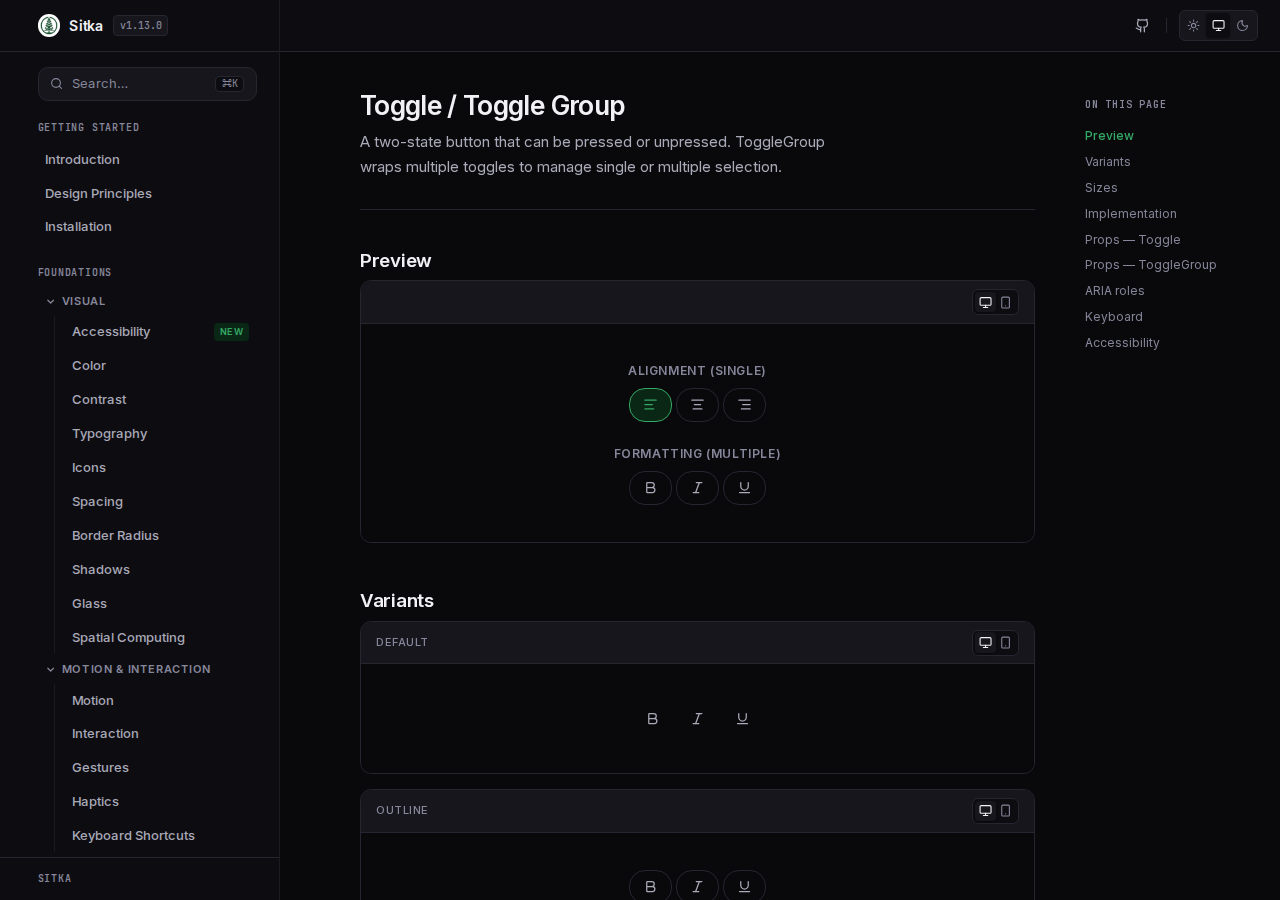 Sitka
v1.13.0
Search...
⌘K
GETTING STARTED
Introduction
Design Principles
Installation
FOUNDATIONS
VISUAL
Accessibility
NEW
Color
Contrast
Typography
Icons
Spacing
Border Radius
Shadows
Glass
Spatial Computing
MOTION & INTERACTION
Motion
Interaction
Gestures
Haptics
Keyboard Shortcuts
SITKA
Toggle / Toggle Group
A two-state button that can be pressed or unpressed. ToggleGroup
wraps multiple toggles to manage single or multiple selection.
Preview
ALIGNMENT (SINGLE)
FORMATTING (MULTIPLE)
B I U
Variants
DEFAULT
B I U
OUTLINE
B I U
ON THIS PAGE
Preview
Variants
Sizes
Implementation
Props — Toggle
Props — ToggleGroup
ARIA roles
Keyboard
Accessibility